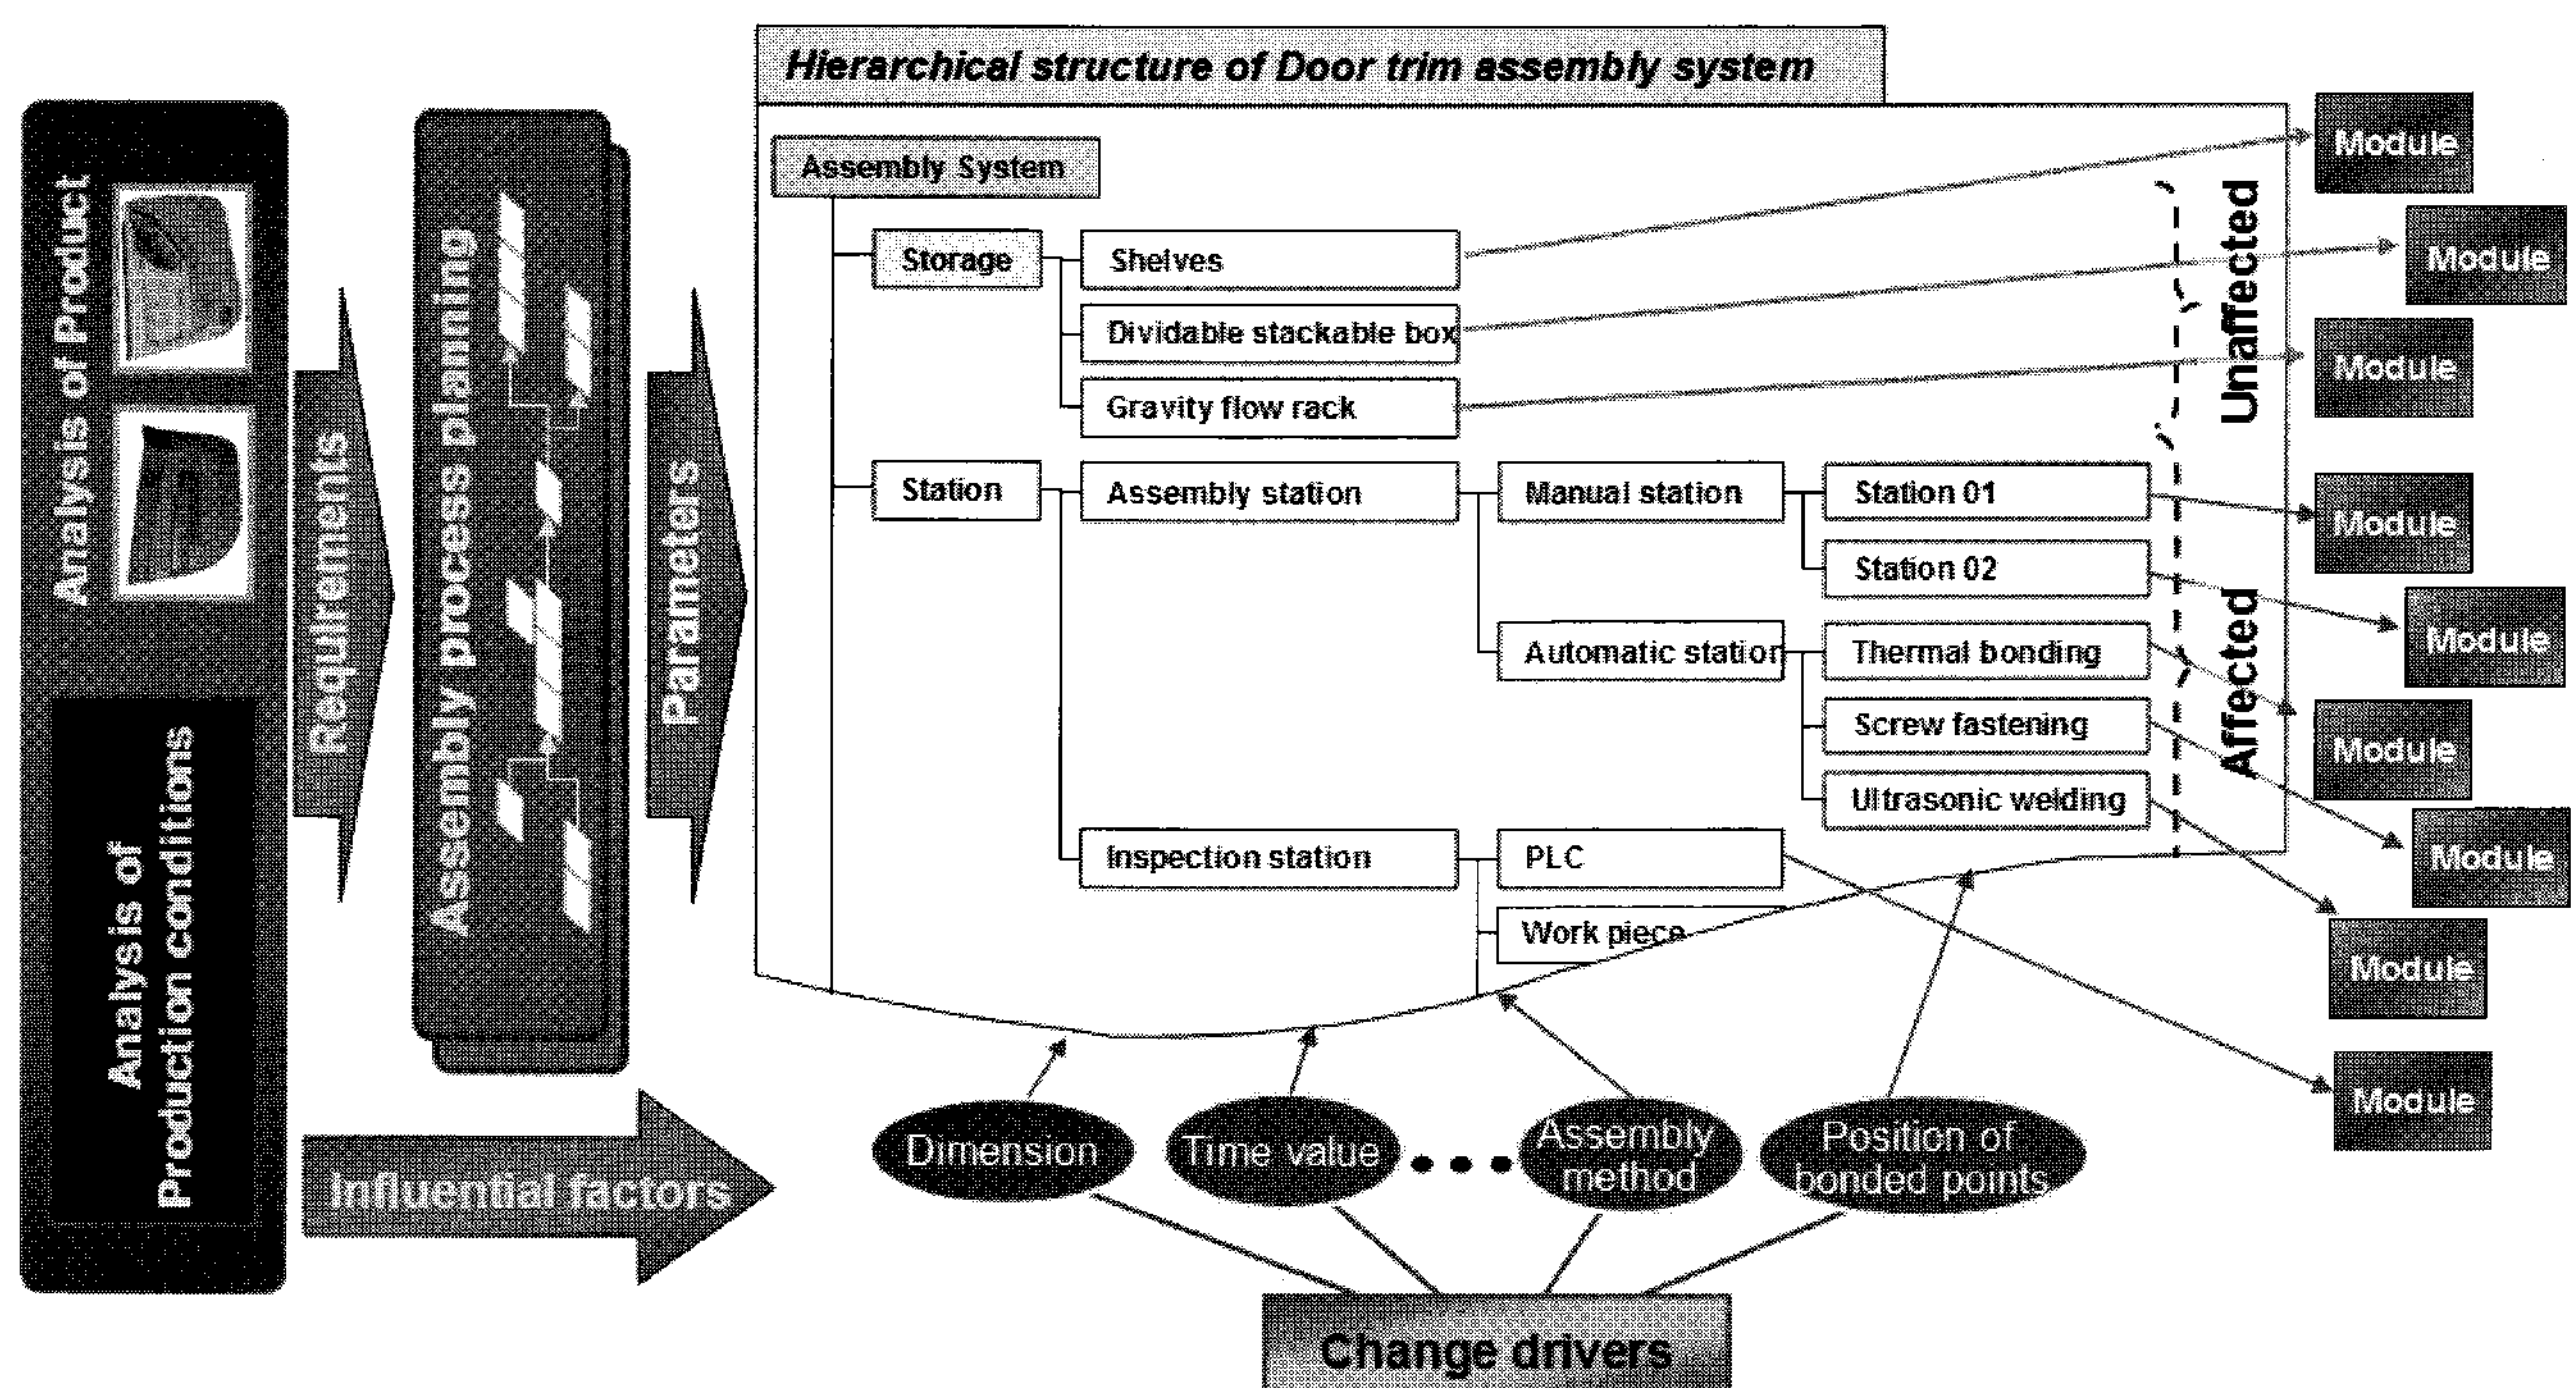 Hierarchical structure of Door trim assembly system
Analysis of Product
Analysis of
Production conditions
Requirements
Assembly process planning
Parameters
Influential factors
Assembly System
Storage
Shelves
Dividable stackable box
Gravity flow rack
Station
Assembly station
Manual station
Station 01
Station 02
Automatic station
Thermal bonding
Screw fastening
Ultrasonic welding
Inspection station
PLC
Work piece
Unaffected
Affected
Module
Module
Module
Module
Module
Module
Module
Module
Module
Dimension
Time value
Assembly
method
Position of
bonded points
Change drivers